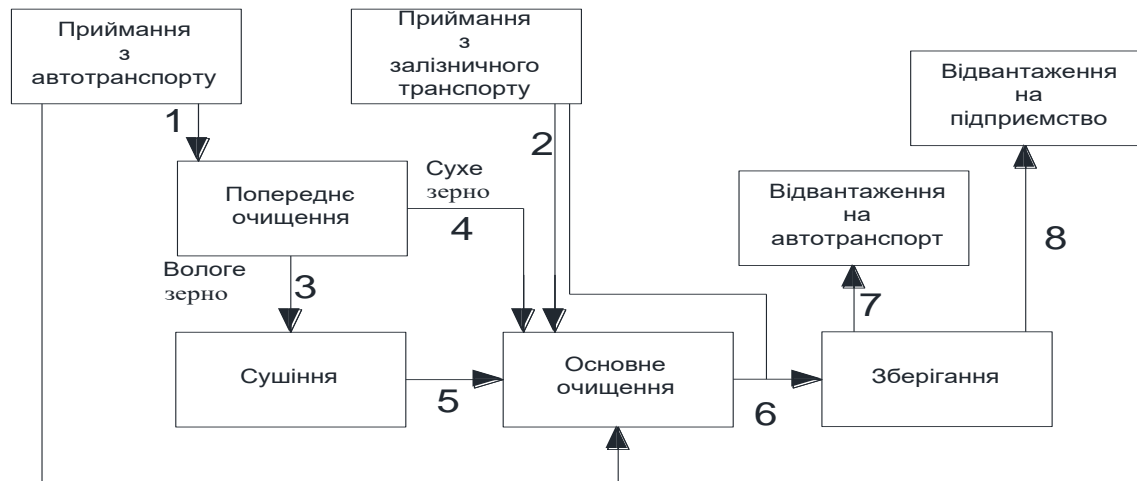 Приймання
з
автотранспорту
Приймання
з
залізничного
транспорту
Відвантаження
на
підприємство
1
2
Сухе
зерно
4
Попереднє
очищення
Відвантаження
на
автотранспорт
8
Вологе
зерно
3
7
Сушіння
5
Основне
очищення
6
Зберігання